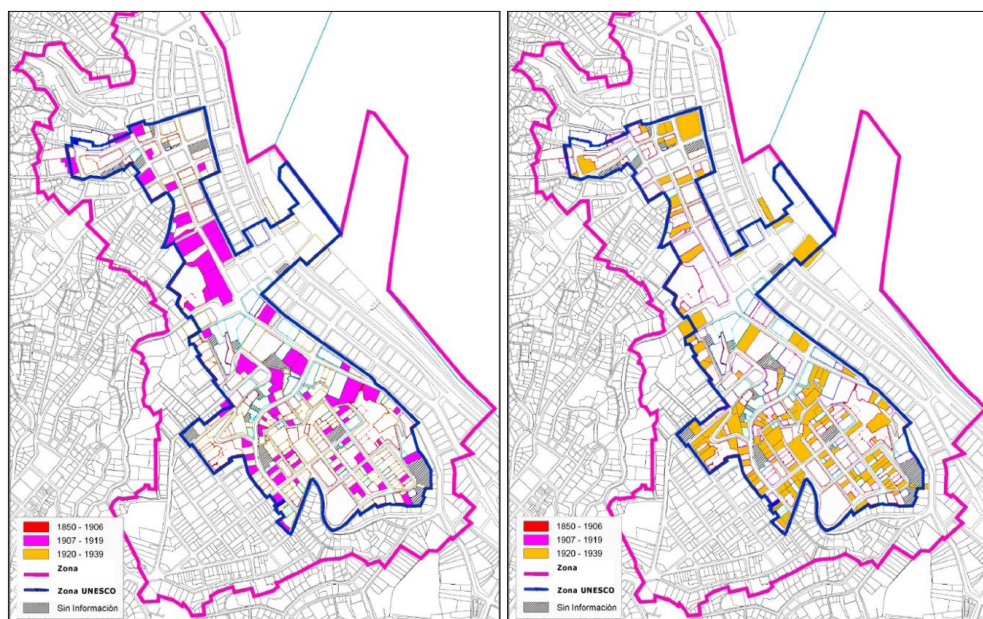 1850 - 1906
1907 - 1919
1920 - 1939
Zona
Zona UNESCO
Sin Información
1850 - 1906
1907 - 1919
1920 - 1939
Zona
Zona UNESCO
Sin Información